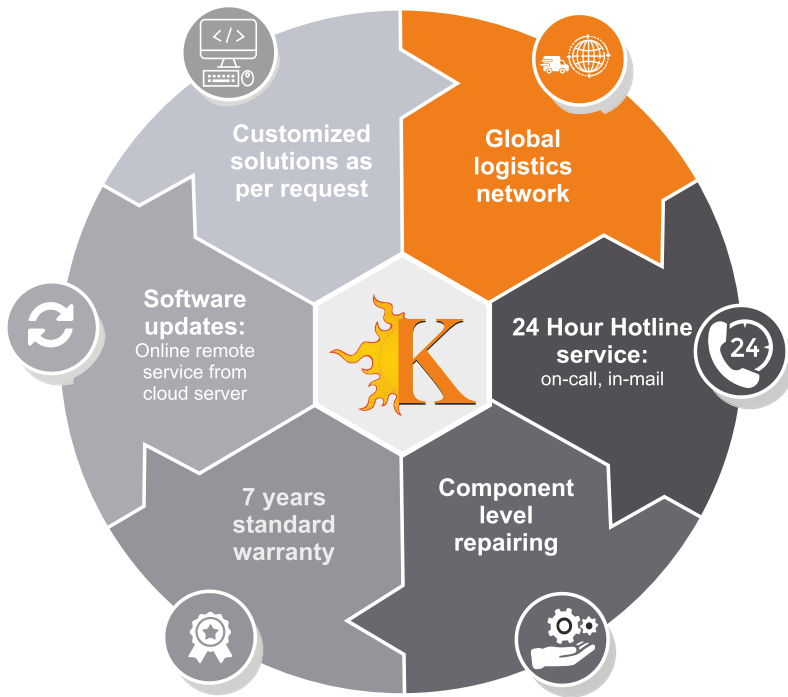 </>
Customized
solutions as
per request
Global
logistics
network
24 Hour Hotline
service:
on-call, in-mail
24
Component
level
repairing
7 years
standard
warranty
Software
updates:
Online remote
service from
cloud server
K